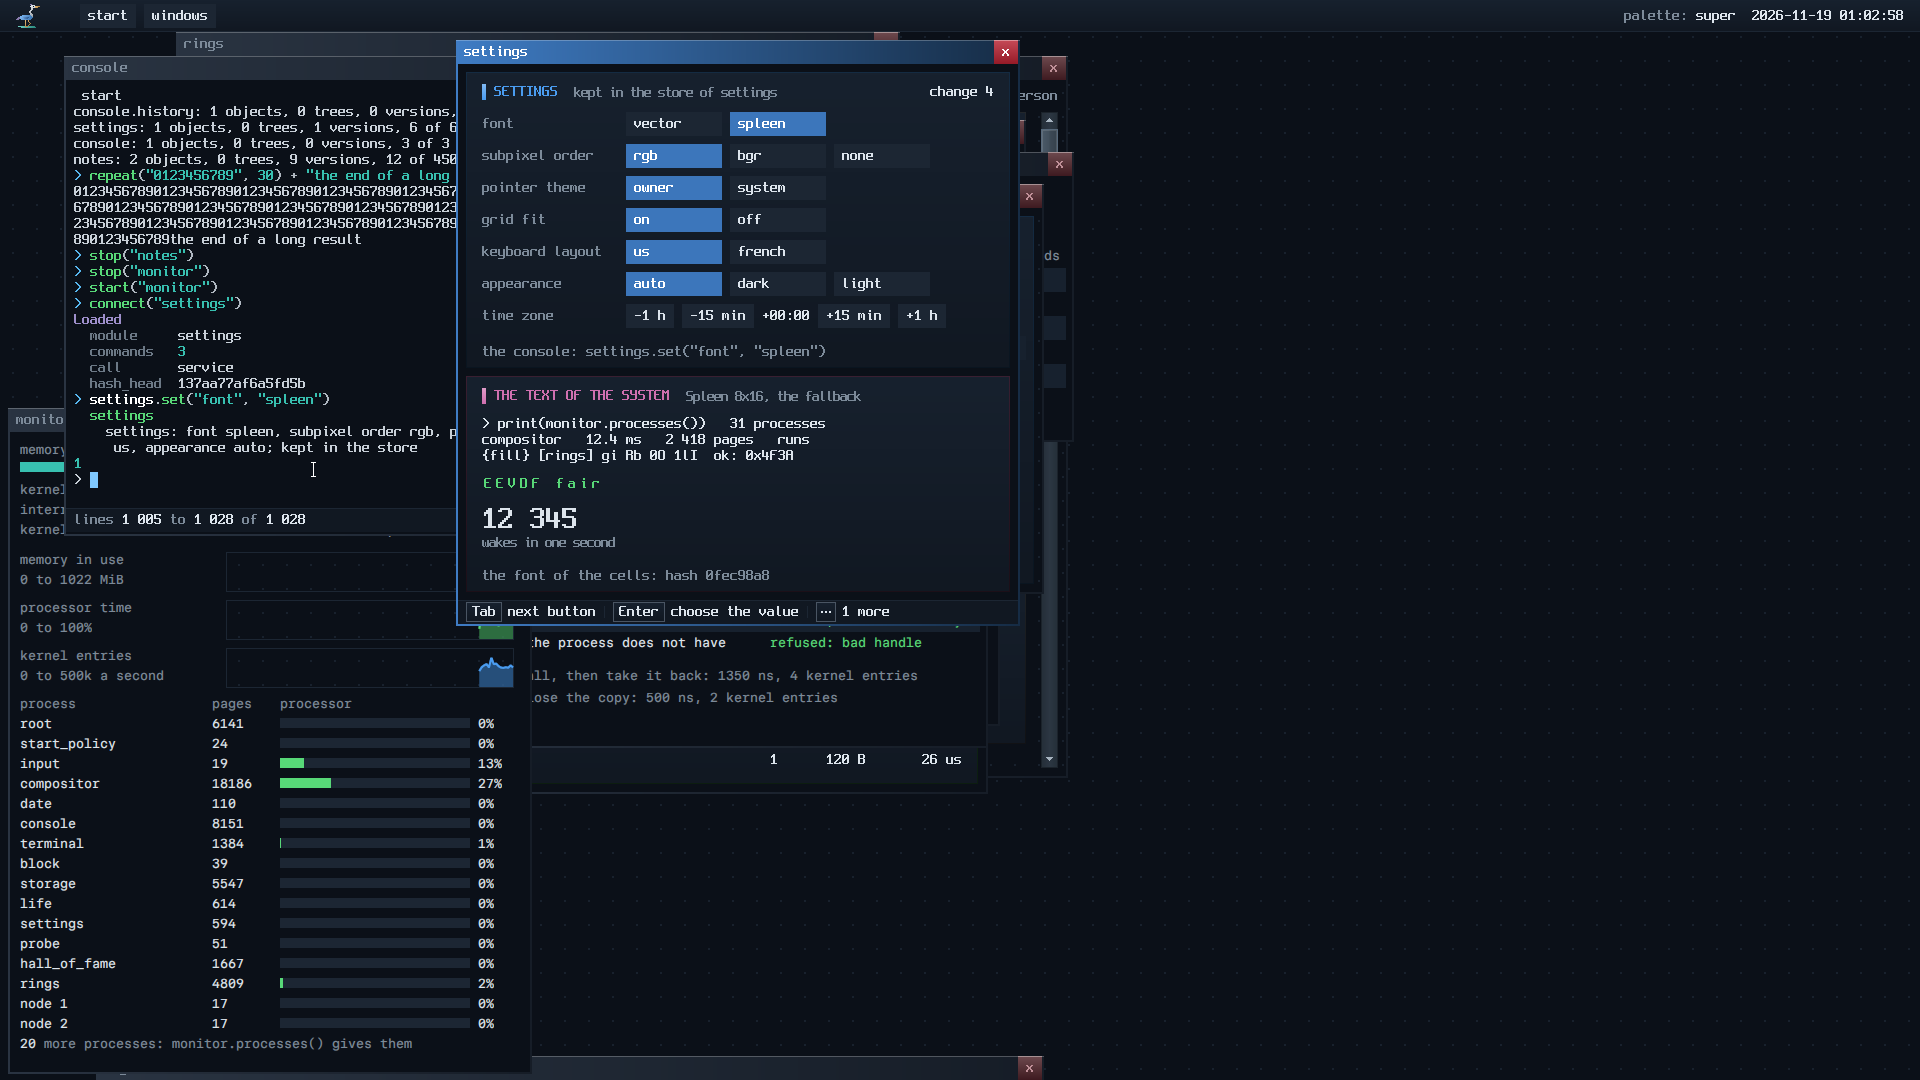 start windows palette: super 2026-11-19 01:02:58
rings
console
start
console.history: 1 objects, 0 trees, 0 versions,
settings: 1 objects, 0 trees, 1 versions, 6 of 6
console: 1 objects, 0 trees, 0 versions, 3 of 3
notes: 2 objects, 0 trees, 9 versions, 12 of 450
> repeat("0123456789", 30) + "the end of a long
012345678901234567890123456789012345678901234567
678901234567890123456789012345678901234567890123
234567890123456789012345678901234567890123456789
890123456789the end of a long result
> stop("notes")
> stop("monitor")
> start("monitor")
> connect("settings")
Loaded
module settings
commands 3
call service
hash_head 137aa77af6a5fd5b
> settings.set("font", "spleen")
settings
settings: font spleen, subpixel order rgb, p
us, appearance auto; kept in the store
1
>
lines 1 005 to 1 028 of 1 028
settings
SETTINGS kept in the store of settings change 4
font vector spleen
subpixel order rgb bgr none
pointer theme owner system
grid fit on off
keyboard layout us french
appearance auto dark light
time zone -1 h -15 min +00:00 +15 min +1 h
the console: settings.set("font", "spleen")
THE TEXT OF THE SYSTEM Spleen 8x16, the fallback
> print(monitor.processes()) 31 processes
compositor 12.4 ms 2 418 pages runs
{fill} [rings] gi Rb 0O 1lI ok: 0x4F3A
EEVDF fair
12 345
wakes in one second
the font of the cells: hash 0fec98a8
Tab next button Enter choose the value ... 1 more
erson
ds
the process does not have refused: bad handle
all, then take it back: 1350 ns, 4 kernel entries
lose the copy: 500 ns, 2 kernel entries
1 120 B 26 us
monito
memory
kernel
inter
kernel
memory in use
0 to 1022 MiB
processor time
0 to 100%
kernel entries
0 to 500k a second
process pages processor
root 6141 0%
start_policy 24 0%
input 19 13%
compositor 18186 27%
date 110 0%
console 8151 0%
terminal 1384 1%
block 39 0%
storage 5547 0%
life 614 0%
settings 594 0%
probe 51 0%
hall_of_fame 1667 0%
rings 4809 2%
node 1 17 0%
node 2 17 0%
20 more processes: monitor.processes() gives them